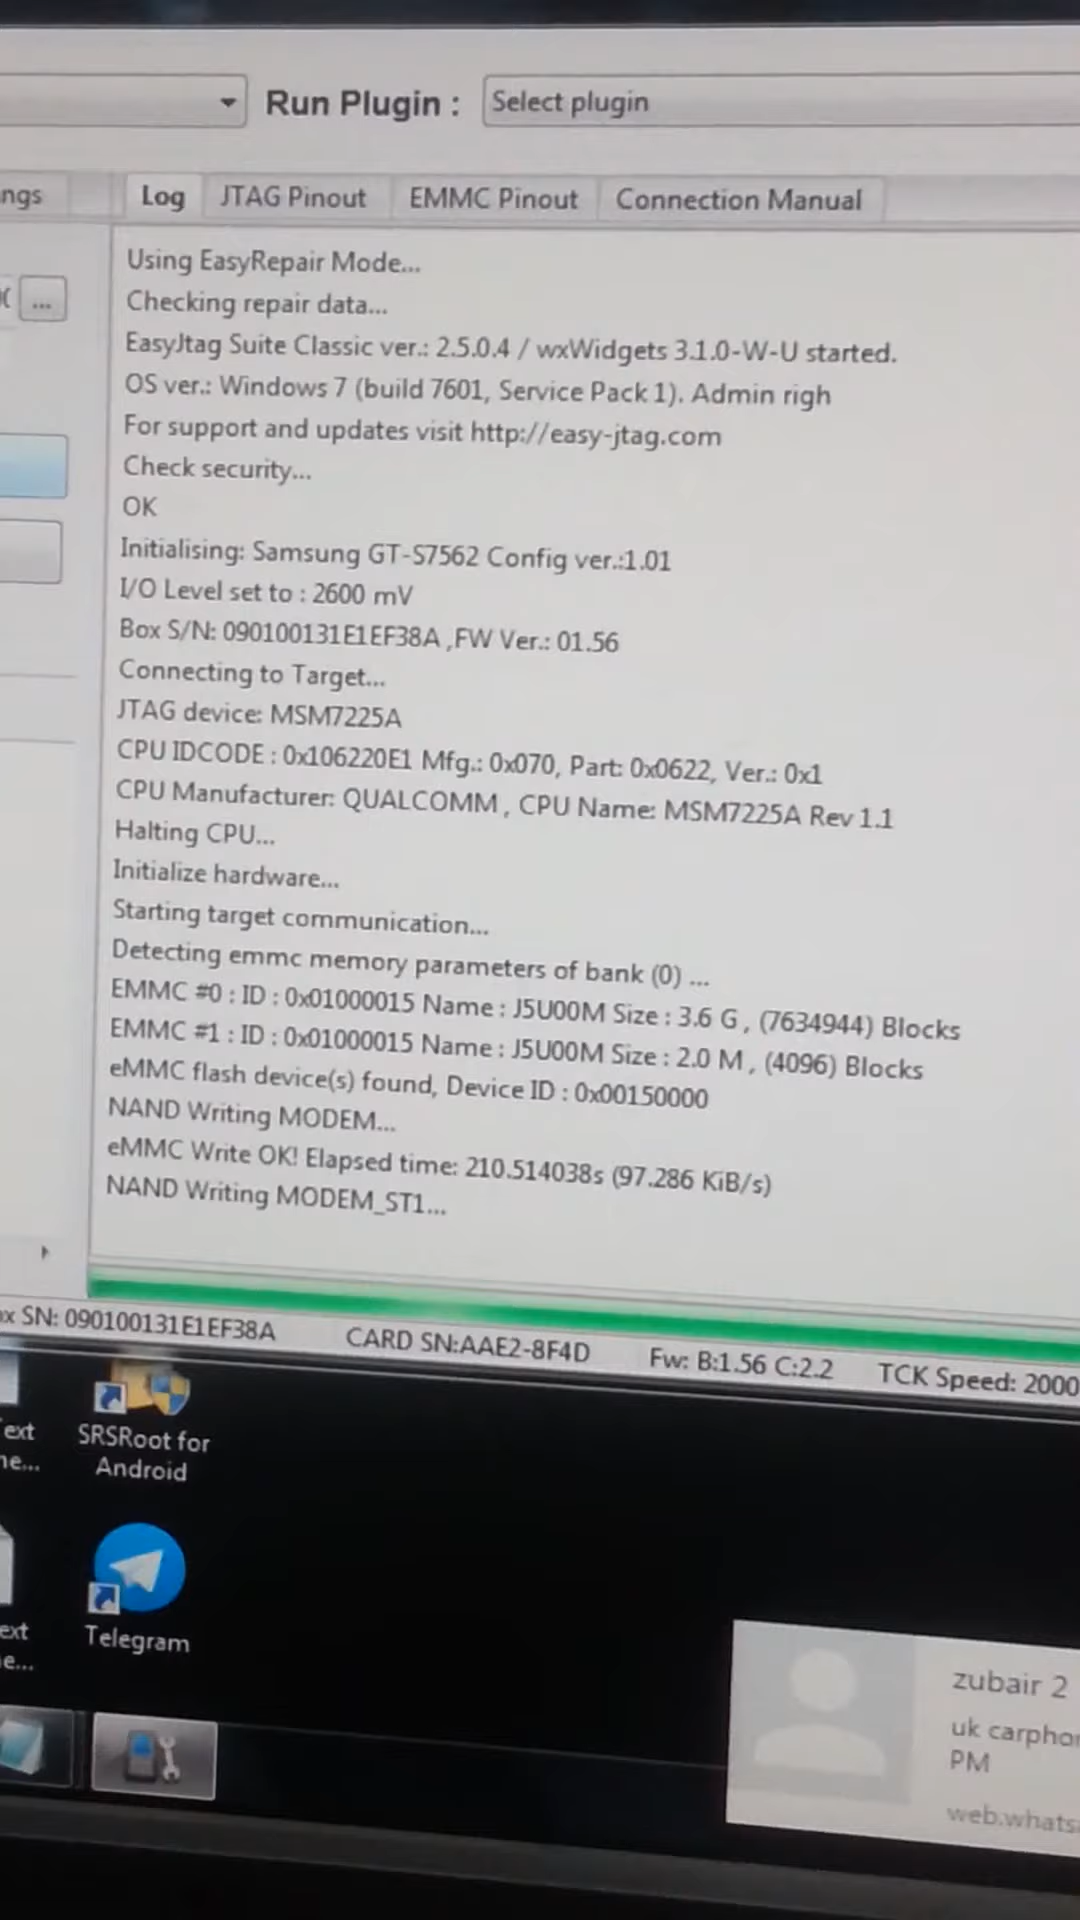 Run Plugin : Select plugin
ngs Log JTAG Pinout EMMC Pinout Connection Manual
...
Using EasyRepair Mode...
Checking repair data...
EasyJtag Suite Classic ver.: 2.5.0.4 / wxWidgets 3.1.0-W-U started.
OS ver.: Windows 7 (build 7601, Service Pack 1). Admin righ
For support and updates visit http://easy-jtag.com
Check security...
OK
Initialising: Samsung GT-S7562 Config ver.:1.01
I/O Level set to : 2600 mV
Box S/N: 090100131E1EF38A ,FW Ver.: 01.56
Connecting to Target...
JTAG device: MSM7225A
CPU IDCODE : 0x106220E1 Mfg.: 0x070, Part: 0x0622, Ver.: 0x1
CPU Manufacturer: QUALCOMM , CPU Name: MSM7225A Rev 1.1
Halting CPU...
Initialize hardware...
Starting target communication...
Detecting emmc memory parameters of bank (0) ...
EMMC #0 : ID : 0x01000015 Name : J5U00M Size : 3.6 G , (7634944) Blocks
EMMC #1 : ID : 0x01000015 Name : J5U00M Size : 2.0 M , (4096) Blocks
eMMC flash device(s) found, Device ID : 0x00150000
NAND Writing MODEM...
eMMC Write OK! Elapsed time: 210.514038s (97.286 KiB/s)
NAND Writing MODEM_ST1...
ox SN: 090100131E1EF38A CARD SN:AAE2-8F4D Fw: B:1.56 C:2.2 TCK Speed: 2000
SRSRoot for
Android
Telegram
zubair 2
uk carphon
PM
web.whats